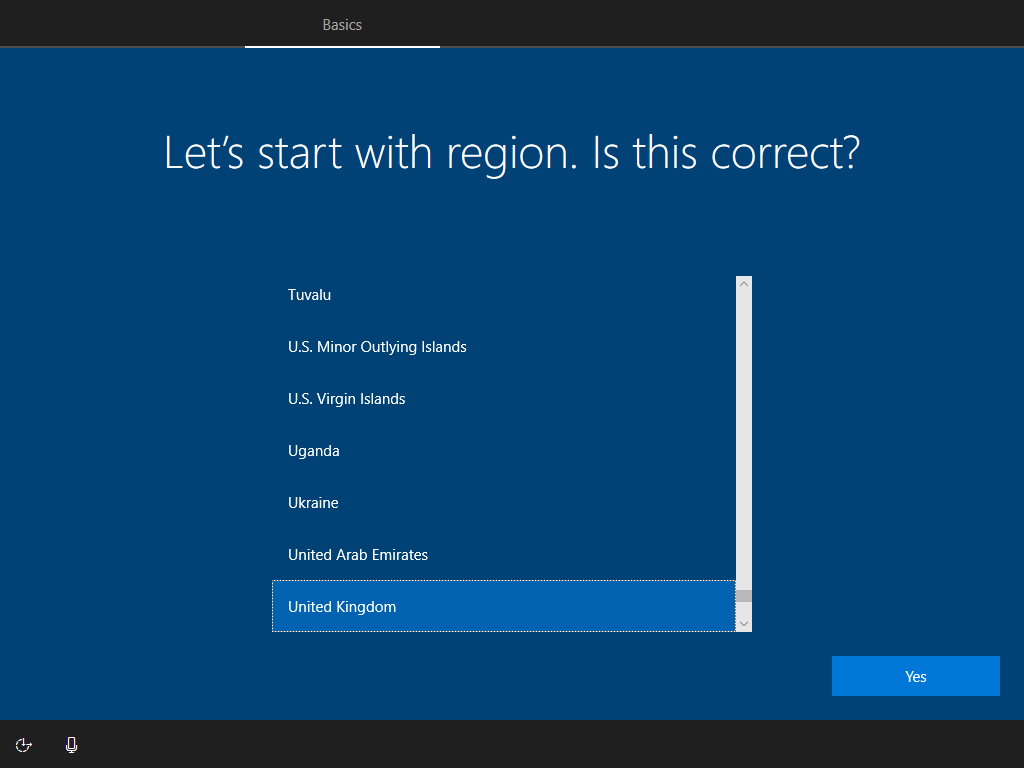 Basics
Let's start with region. Is this correct?
Tuvalu
U.S. Minor Outlying Islands
U.S. Virgin Islands
Uganda
Ukraine
United Arab Emirates
United Kingdom
Yes